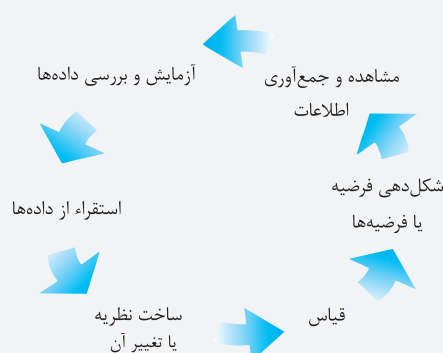 مشاهده و جمع‌آوری
اطلاعات
آزمایش و بررسی داده‌ها
استقراء از داده‌ها
ساخت نظریه
یا تغییر آن
قیاس
شکل‌دهی فرضیه
یا فرضیه‌ها